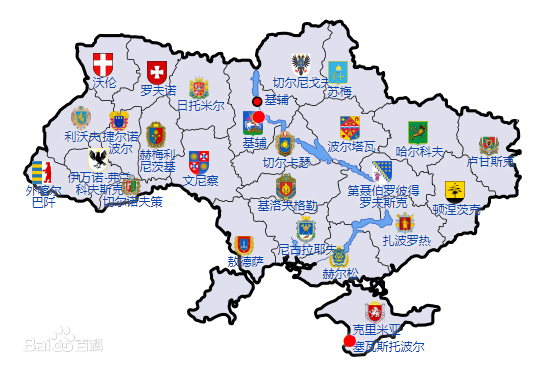 沃伦
罗夫诺
日托米尔
基辅
切尔尼戈夫
苏梅
利沃夫
捷尔诺
波尔
赫梅利
尼茨基
基辅
切尔卡瑟
波尔塔瓦
哈尔科夫
卢甘斯克
外喀尔
巴阡
伊万诺-弗兰
科夫斯克
切尔诺夫策
文尼察
基洛夫格勒
第聂伯罗彼得
罗夫斯克
顿涅茨克
敖德萨
尼古拉耶夫
赫尔松
扎波罗热
克里米亚
塞瓦斯托波尔
Bai 百科